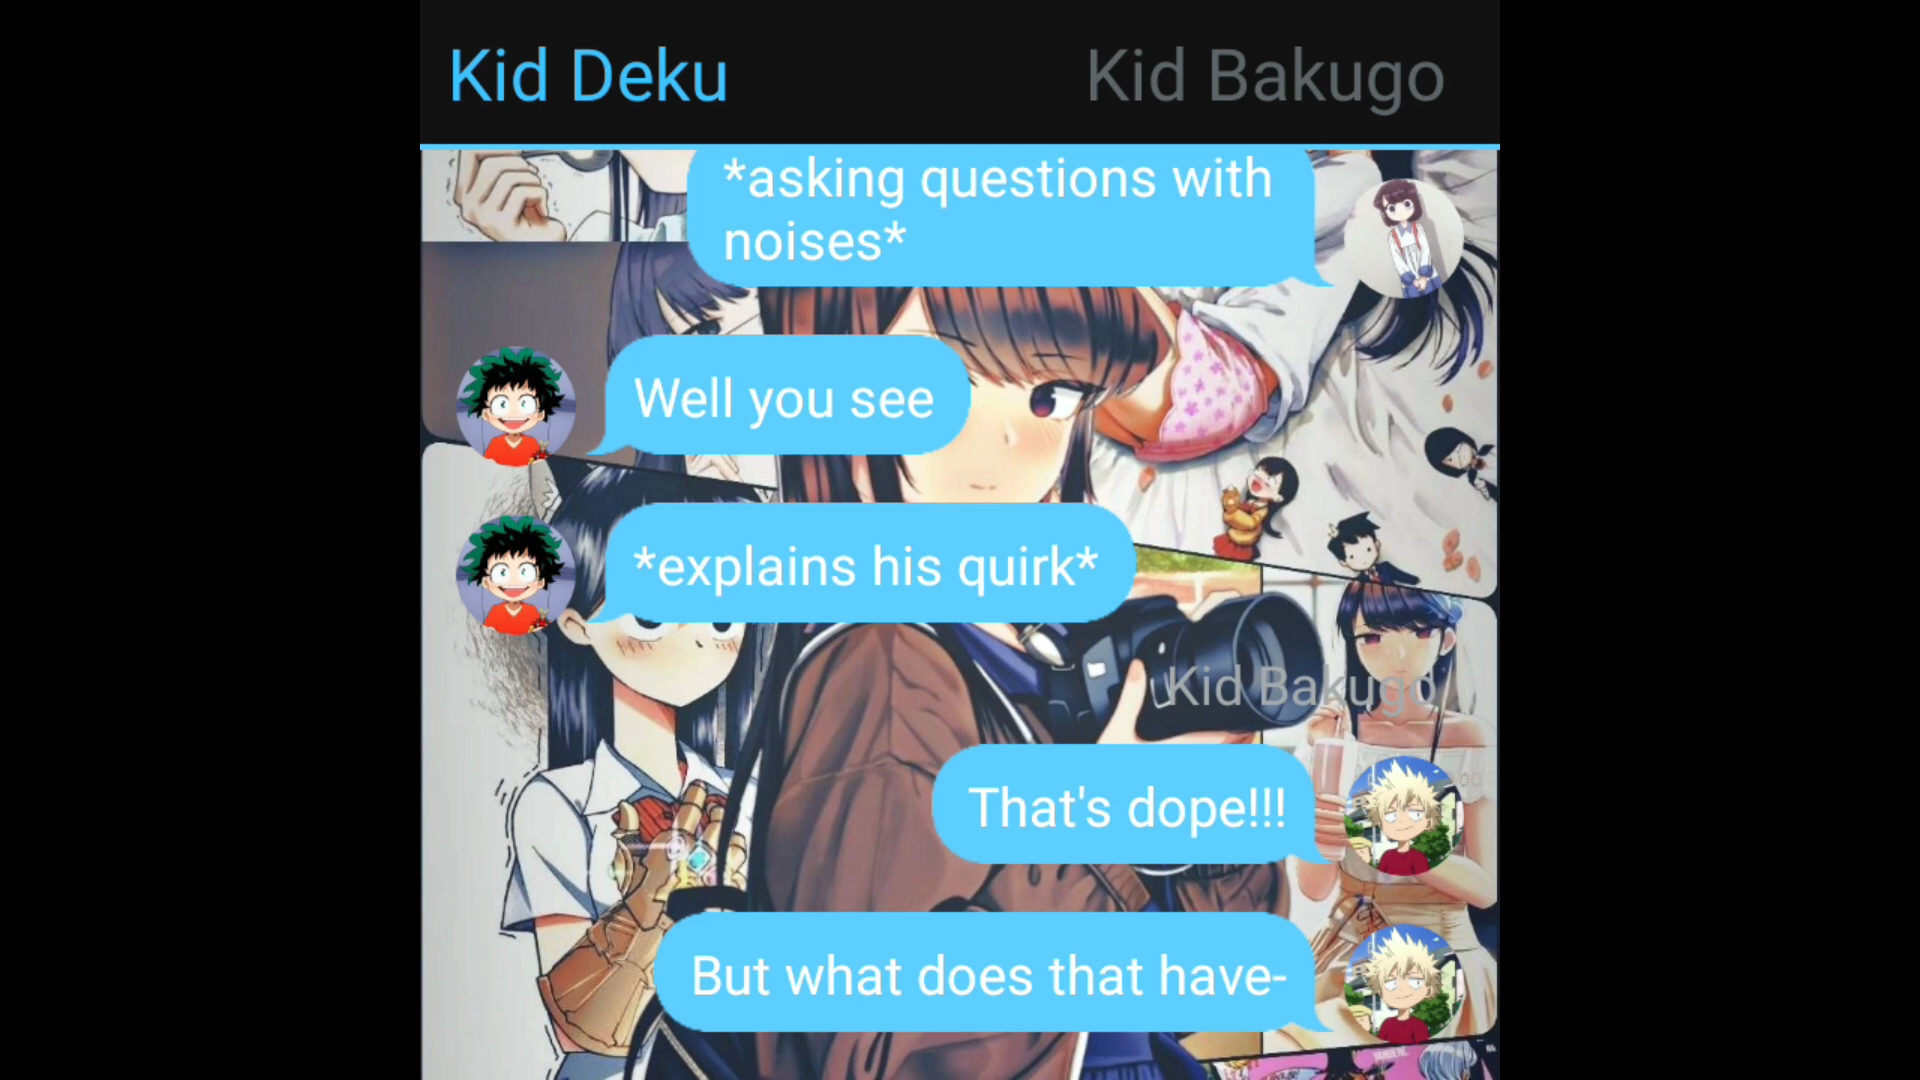 Kid Deku
Kid Bakugo
*asking questions with
noises*
Well you see
*explains his quirk*
Kid Bakugo
That's dope!!!
But what does that have-